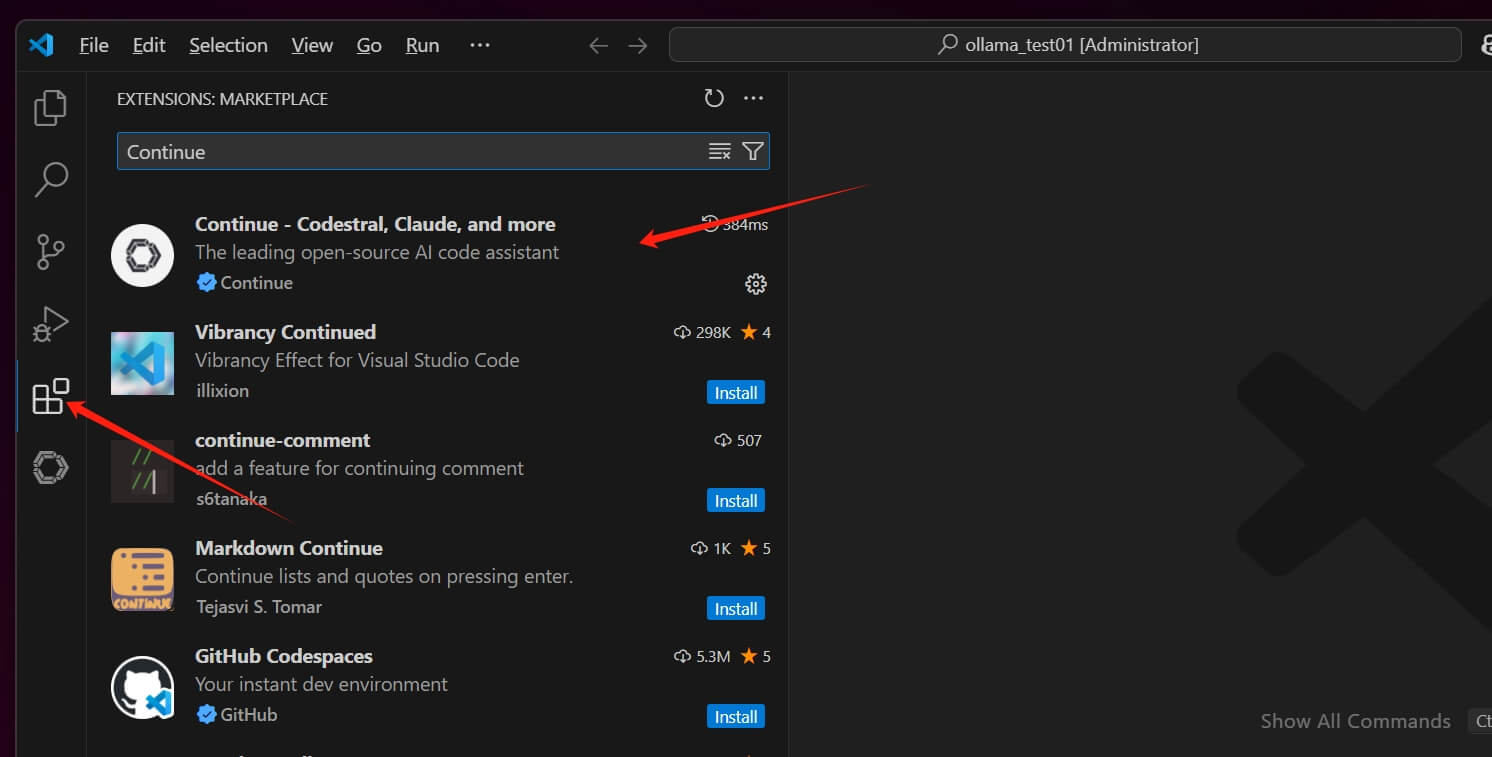 File Edit Selection View Go Run ···
ollama_test01 [Administrator]
EXTENSIONS: MARKETPLACE
Continue
Continue - Codestral, Claude, and more 384ms
The leading open-source AI code assistant
Continue
Vibrancy Continued 298K 4
Vibrancy Effect for Visual Studio Code
illixion Install
continue-comment 507
add a feature for continuing comment
s6tanaka Install
Markdown Continue 1K 5
Continue lists and quotes on pressing enter.
Tejasvi S. Tomar Install
CONTINUE
GitHub Codespaces 5.3M 5
Your instant dev environment
GitHub Install
Show All Commands